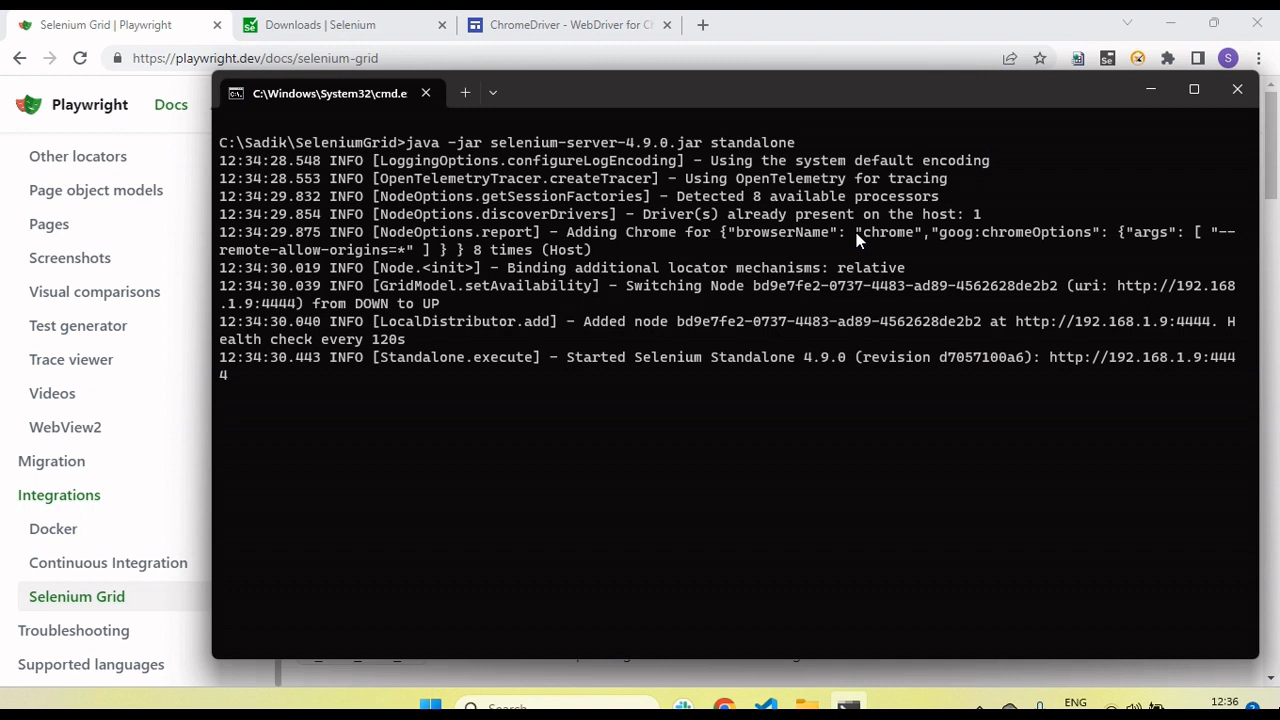 Selenium Grid | Playwright
Downloads | Selenium
ChromeDriver - WebDriver for C
https://playwright.dev/docs/selenium-grid
S
Playwright
Docs
C:\Windows\System32\cmd.e
Other locators
Page object models
Pages
Screenshots
Visual comparisons
Test generator
Trace viewer
Videos
WebView2
Migration
Integrations
Docker
Continuous Integration
Selenium Grid
Troubleshooting
Supported languages
C:\Sadik\SeleniumGrid>java -jar selenium-server-4.9.0.jar standalone
12:34:28.548 INFO [LoggingOptions.configureLogEncoding] - Using the system default encoding
12:34:28.553 INFO [OpenTelemetryTracer.createTracer] - Using OpenTelemetry for tracing
12:34:29.832 INFO [NodeOptions.getSessionFactories] - Detected 8 available processors
12:34:29.854 INFO [NodeOptions.discoverDrivers] - Driver(s) already present on the host: 1
12:34:29.875 INFO [NodeOptions.report] - Adding Chrome for {"browserName": "chrome","goog:chromeOptions": {"args": [ "--
remote-allow-origins=*" ] } } 8 times (Host)
12:34:30.019 INFO [Node.<init>] - Binding additional locator mechanisms: relative
12:34:30.039 INFO [GridModel.setAvailability] - Switching Node bd9e7fe2-0737-4483-ad89-4562628de2b2 (uri: http://192.168
.1.9:4444) from DOWN to UP
12:34:30.040 INFO [LocalDistributor.add] - Added node bd9e7fe2-0737-4483-ad89-4562628de2b2 at http://192.168.1.9:4444. H
ealth check every 120s
12:34:30.443 INFO [Standalone.execute] - Started Selenium Standalone 4.9.0 (revision d7057100a6): http://192.168.1.9:444
4
Search
ENG
12:36